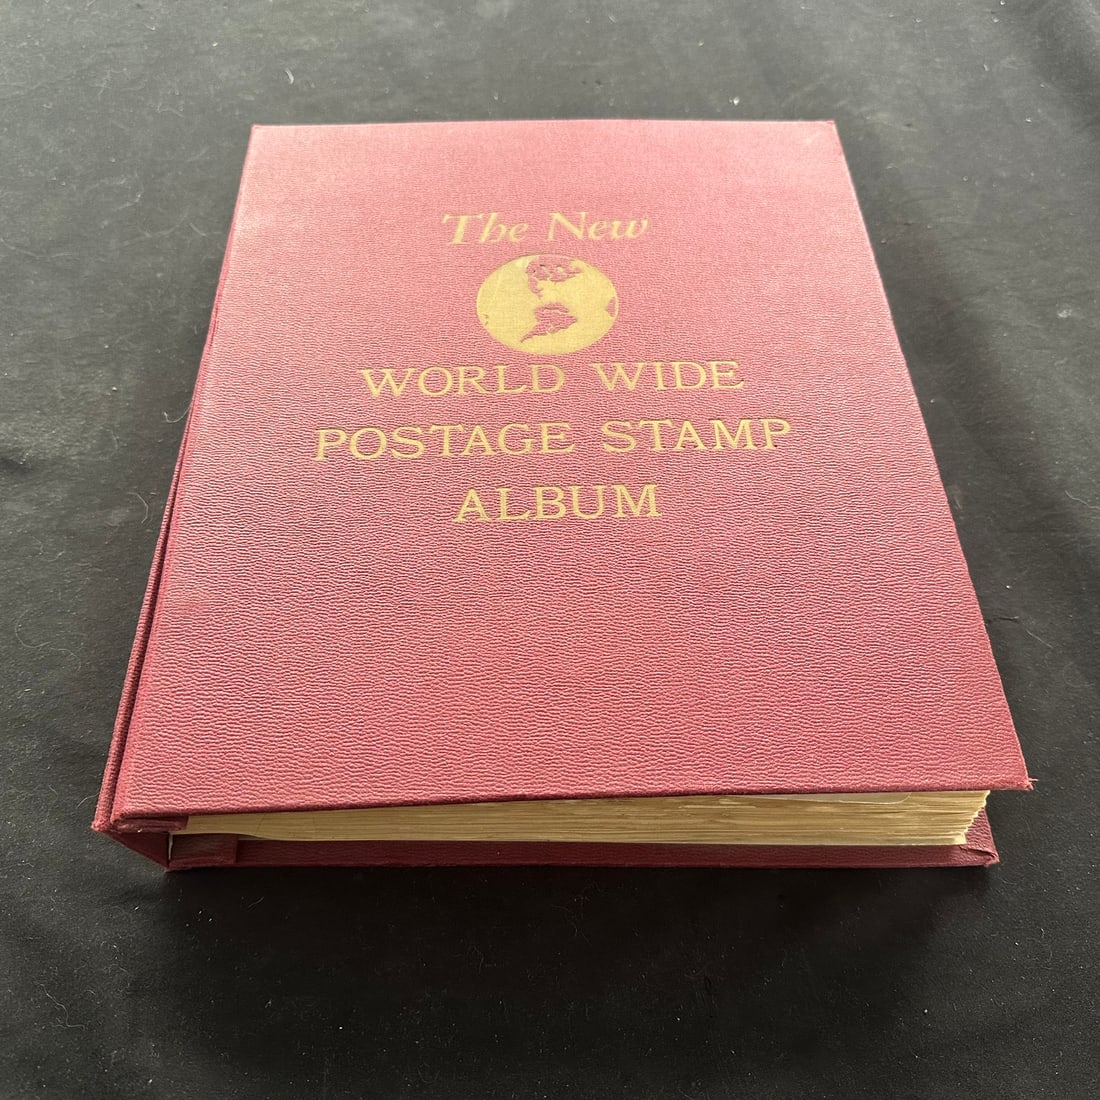 The New
WORLD WIDE
POSTAGE STAMP
ALBUM